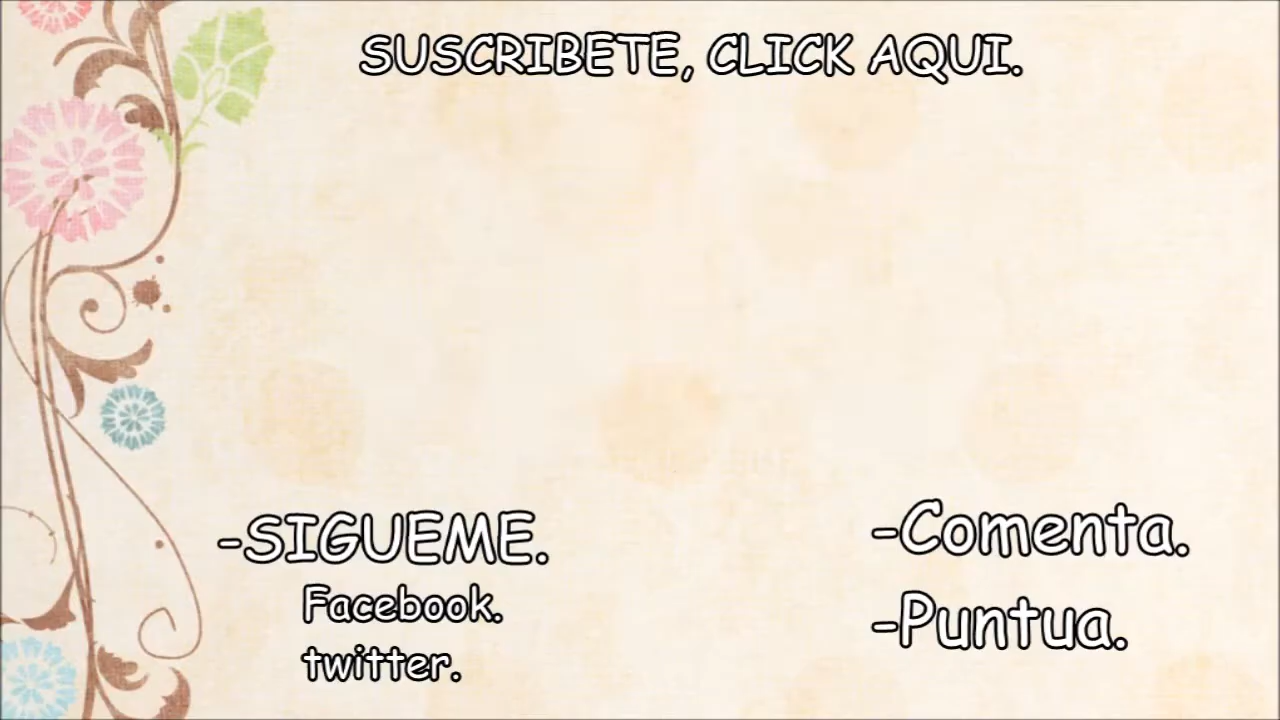 SUSCRIBETE, CLICK AQUI.
-SIGUEME.
Facebook.
twitter.
-Comenta.
-Puntua.